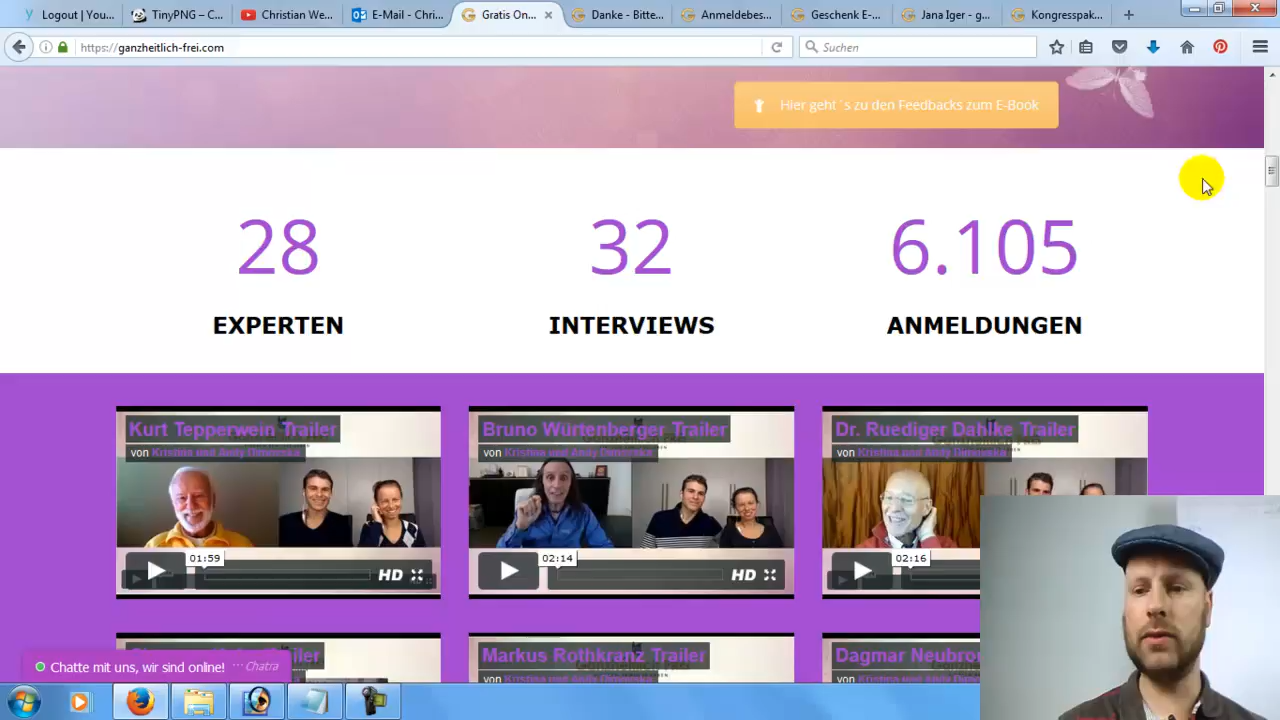 Logout | You...
TinyPNG – C...
Christian We...
E-Mail - Chri...
Gratis On...
Danke - Bitte...
Anmeldebes...
Geschenk E-...
Jana Iger - g...
Kongresspak...
https://ganzheitlich-frei.com
Suchen
Hier geht`s zu den Feedbacks zum E-Book
28
32
6.105
EXPERTEN
INTERVIEWS
ANMELDUNGEN
Kurt Tepperwein Trailer
von Kristina und Andy Dimovska
01:59
HD
Bruno Würtenberger Trailer
von Kristina und Andy Dimovska
02:14
HD
Dr. Ruediger Dahlke Trailer
von Kristina und Andy Dimovska
02:16
Markus Rothkranz Trailer
von Kristina und Andy Dimovska
Dagmar Neubron
von
Chatte mit uns, wir sind online!
Chatra